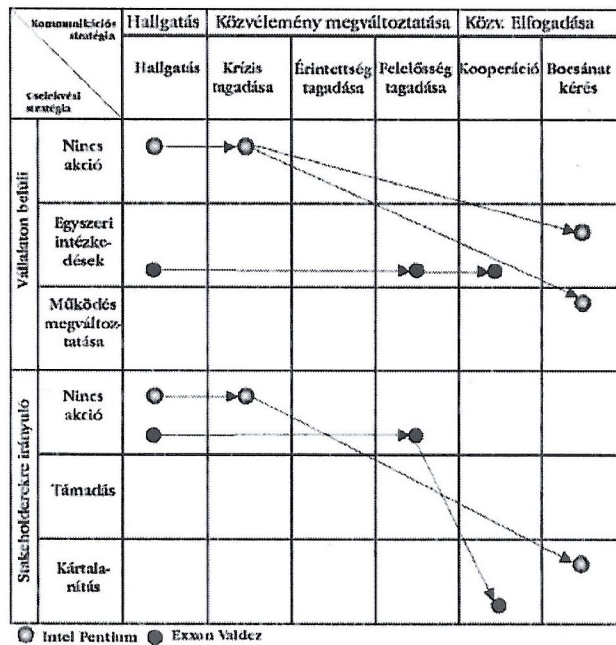 Kommunikációs
stratégia
Cselekvési
stratégia
Hallgatás
Közvélemény megváltoztatása
Közv. Elfogadása
Hallgatás
Krízis
tagadása
Érintettség
tagadása
Felelősség
tagadása
Kooperáció
Bocsánat
kérés
Vállalaton belüli
Nincs
akció
Egyszeri
intézke-
dések
Működés
megváltoz-
tatása
Stakeholderekre irányuló
Nincs
akció
Támadás
Kártala-
nítás
Intel Pentium
Exxon Valdez